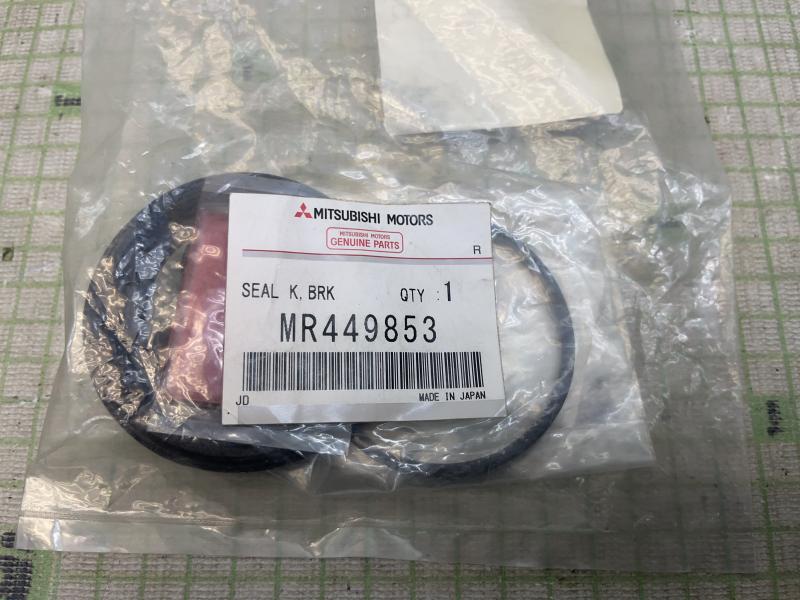 MITSUBISHI MOTORS
MITSUBISHI MOTORS
GENUINE PARTS
R
SEAL K, BRK QTY : 1
MR449853
JD MADE IN JAPAN